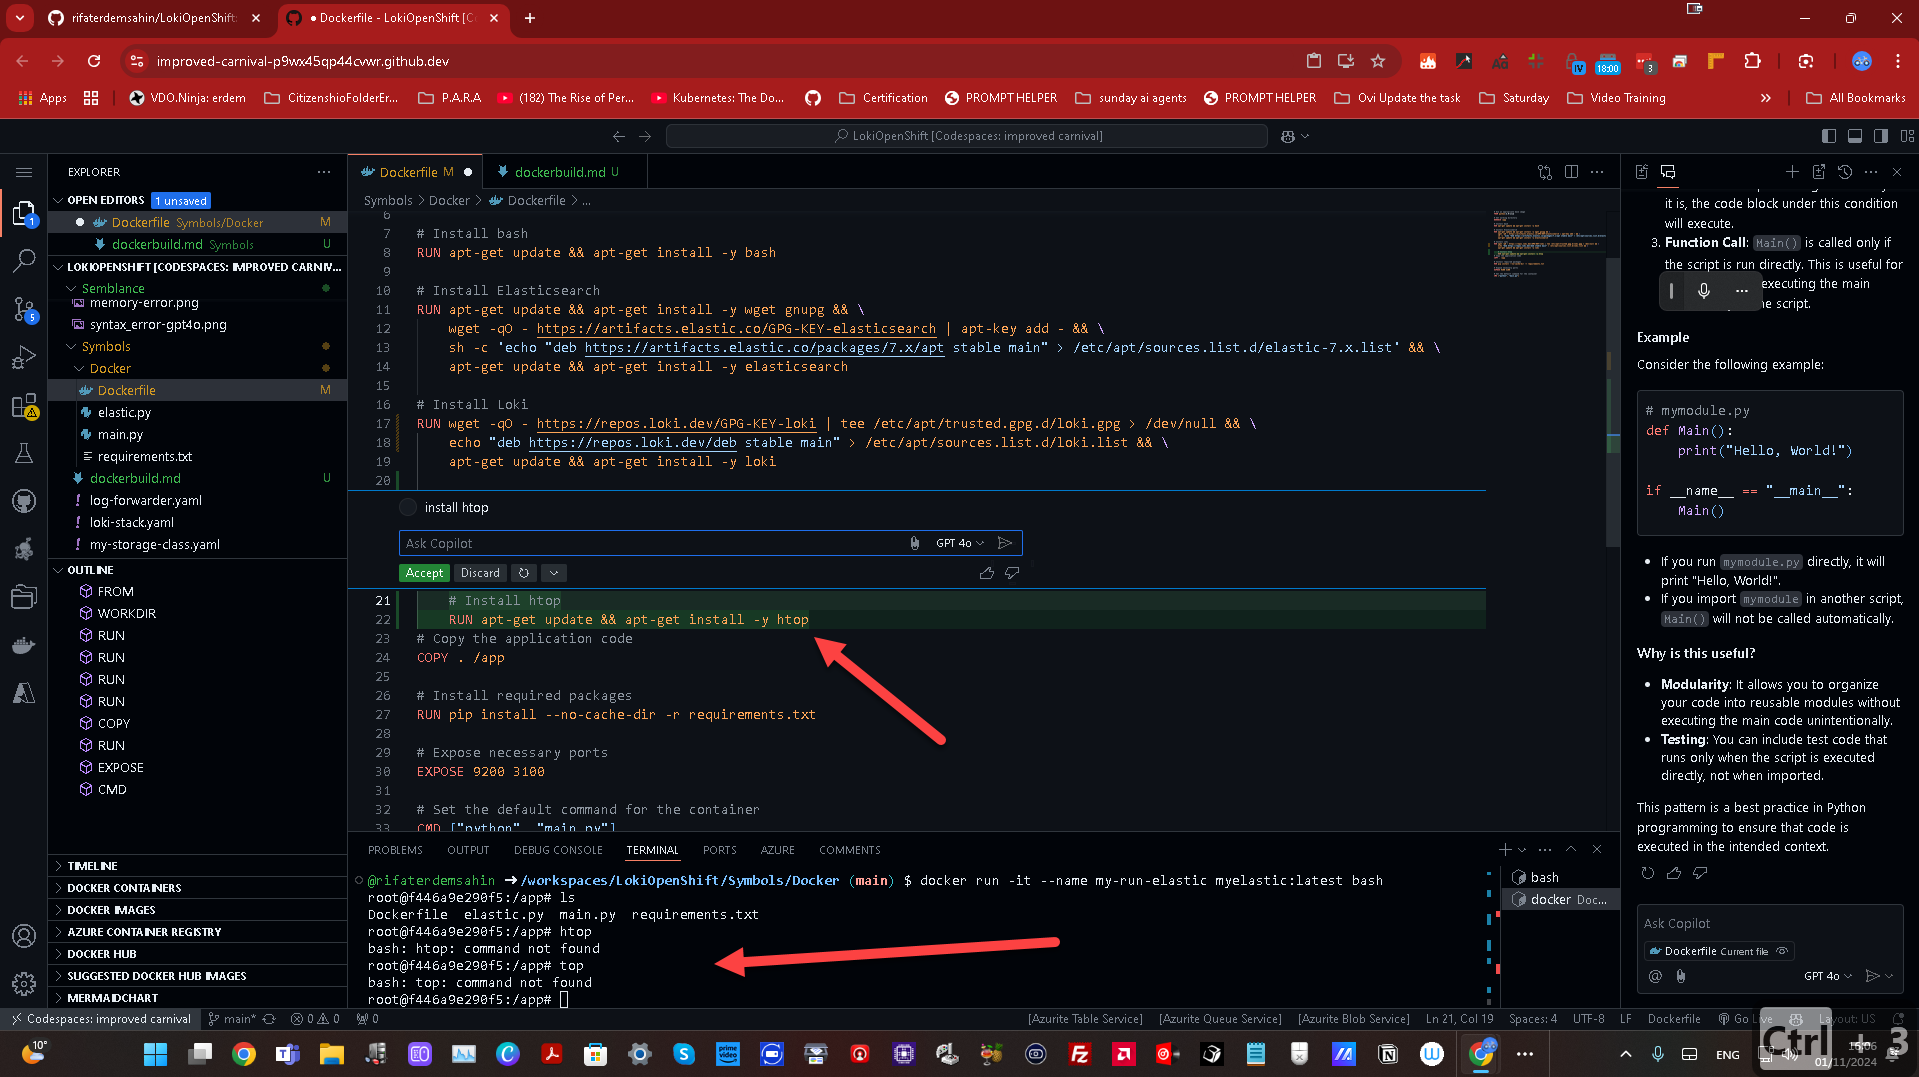 rifaterdemsahin/LokiOpenShift
Dockerfile - LokiOpenShift [C
improved-carnival-p9wx45qp44cvwr.github.dev
IV
18:00
3
Apps
VDO.Ninja: erdem
CitizenshioFolderEr...
P.A.R.A
(182) The Rise of Per...
Kubernetes: The Do...
Certification
PROMPT HELPER
sunday ai agents
PROMPT HELPER
Ovi Update the task
Saturday
Video Training
All Bookmarks
LokiOpenShift [Codespaces: improved carnival]
EXPLORER
OPEN EDITORS 1 unsaved
Dockerfile Symbols/Docker M
dockerbuild.md Symbols U
LOKIOPENSHIFT [CODESPACES: IMPROVED CARNIV...
Semblance
memory-error.png
syntax_error-gpt4o.png
Symbols
Docker
Dockerfile M
elastic.py
main.py
requirements.txt
dockerbuild.md U
log-forwarder.yaml
loki-stack.yaml
my-storage-class.yaml
OUTLINE
FROM
WORKDIR
RUN
RUN
RUN
RUN
COPY
RUN
EXPOSE
CMD
TIMELINE
DOCKER CONTAINERS
DOCKER IMAGES
AZURE CONTAINER REGISTRY
DOCKER HUB
SUGGESTED DOCKER HUB IMAGES
MERMAIDCHART
Dockerfile M
dockerbuild.md U
Symbols > Docker > Dockerfile > ...
6
7 # Install bash
8 RUN apt-get update && apt-get install -y bash
9
10 # Install Elasticsearch
11 RUN apt-get update && apt-get install -y wget gnupg && \
12 wget -qO - https://artifacts.elastic.co/GPG-KEY-elasticsearch | apt-key add - && \
13 sh -c 'echo "deb https://artifacts.elastic.co/packages/7.x/apt stable main" > /etc/apt/sources.list.d/elastic-7.x.list' && \
14 apt-get update && apt-get install -y elasticsearch
15
16 # Install Loki
17 RUN wget -qO - https://repos.loki.dev/GPG-KEY-loki | tee /etc/apt/trusted.gpg.d/loki.gpg > /dev/null && \
18 echo "deb https://repos.loki.dev/deb stable main" > /etc/apt/sources.list.d/loki.list && \
19 apt-get update && apt-get install -y loki
20
install htop
Ask Copilot
GPT 4o
Accept
Discard
21 # Install htop
22 RUN apt-get update && apt-get install -y htop
23 # Copy the application code
24 COPY . /app
25
26 # Install required packages
27 RUN pip install --no-cache-dir -r requirements.txt
28
29 # Expose necessary ports
30 EXPOSE 9200 3100
31
32 # Set the default command for the container
33 CMD ["python", "main.py"]
PROBLEMS
OUTPUT
DEBUG CONSOLE
TERMINAL
PORTS
AZURE
COMMENTS
@rifaterdemsahin ➜ /workspaces/LokiOpenShift/Symbols/Docker (main) $ docker run -it --name my-run-elastic myelastic:latest bash
root@f446a9e290f5:/app# ls
Dockerfile elastic.py main.py requirements.txt
root@f446a9e290f5:/app# htop
bash: htop: command not found
root@f446a9e290f5:/app# top
bash: top: command not found
root@f446a9e290f5:/app#
bash
docker Doc...
it is, the code block under this condition
will execute.
3. Function Call: Main() is called only if
the script is run directly. This is useful for
executing the main
the script.
Example
Consider the following example:
# mymodule.py
def Main():
print("Hello, World!")
if __name__ == "__main__":
Main()
If you run mymodule.py directly, it will
print "Hello, World!".
If you import mymodule in another script,
Main() will not be called automatically.
Why is this useful?
Modularity: It allows you to organize
your code into reusable modules without
executing the main code unintentionally.
Testing: You can include test code that
runs only when the script is executed
directly, not when imported.
This pattern is a best practice in Python
programming to ensure that code is
executed in the intended context.
Ask Copilot
Dockerfile Current file
GPT 4o
Codespaces: improved carnival
main*
0
0
0
[Azurite Table Service]
[Azurite Queue Service]
[Azurite Blob Service]
Ln 21, Col 19
Spaces: 4
UTF-8
LF
Dockerfile
Go Live
Layout: US
10°
ENG
16:06
01/11/2024
Ctrl + 3